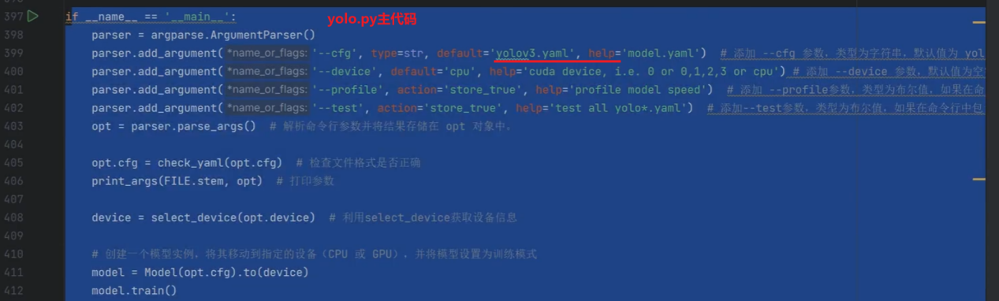 397 if __name__ == '__main__': yolo.py主代码
398 parser = argparse.ArgumentParser()
399 parser.add_argument( *name_or_flags: '--cfg', type=str, default='yolov3.yaml', help='model.yaml') # 添加 --cfg 参数，类型为字符串，默认值为 yol
400 parser.add_argument( *name_or_flags: '--device', default='cpu', help='cuda device, i.e. 0 or 0,1,2,3 or cpu') # 添加 --device 参数，默认值为空
401 parser.add_argument( *name_or_flags: '--profile', action='store_true', help='profile model speed') # 添加 --profile参数，类型为布尔值，如果在命
402 parser.add_argument( *name_or_flags: '--test', action='store_true', help='test all yolo*.yaml') # 添加--test参数，类型为布尔值，如果在命令行中包
403 opt = parser.parse_args() # 解析命令行参数并将结果存储在 opt 对象中。
404
405 opt.cfg = check_yaml(opt.cfg) # 检查文件格式是否正确
406 print_args(FILE.stem, opt) # 打印参数
407
408 device = select_device(opt.device) # 利用select_device获取设备信息
409
410 # 创建一个模型实例，将其移动到指定的设备（CPU 或 GPU），并将模型设置为训练模式
411 model = Model(opt.cfg).to(device)
412 model.train()